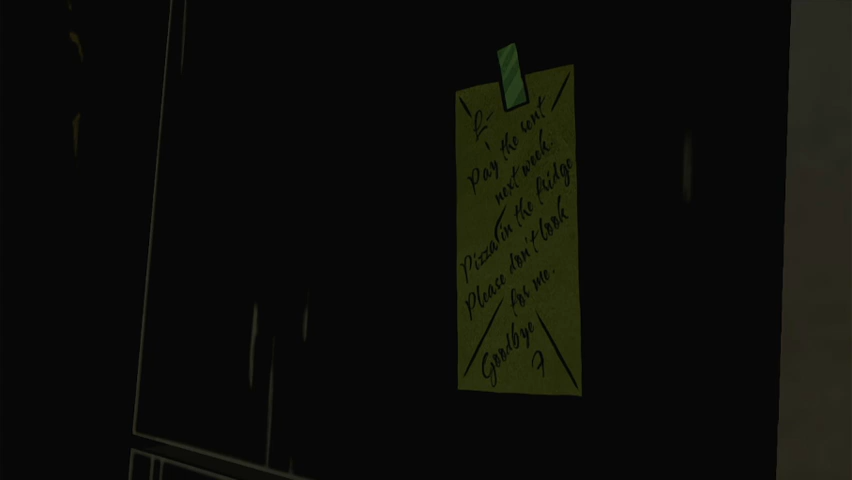 R-
Pay the rent
next week.
Pizza in the fridge
Please don't look
for me.
Goodbye